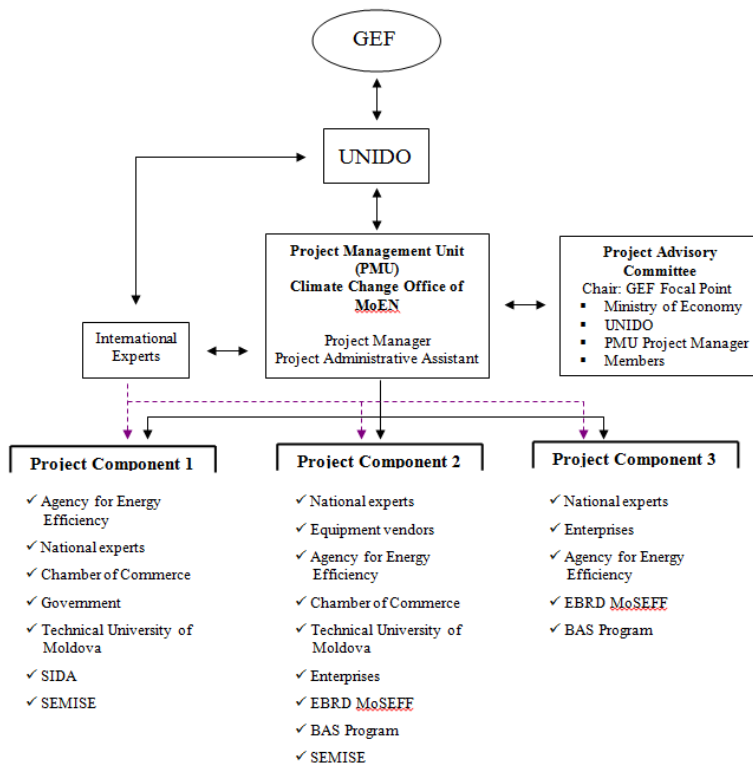 GEF
UNIDO
Project Management Unit
(PMU)
Climate Change Office of
MoEN
Project Manager
Project Administrative Assistant
Project Advisory
Committee
Chair: GEF Focal Point
▪ Ministry of Economy
▪ UNIDO
▪ PMU Project Manager
▪ Members
International
Experts
Project Component 1
✓ Agency for Energy
Efficiency
✓ National experts
✓ Chamber of Commerce
✓ Government
✓ Technical University of
Moldova
✓ SIDA
✓ SEMISE
Project Component 2
✓ National experts
✓ Equipment vendors
✓ Agency for Energy
Efficiency
✓ Chamber of Commerce
✓ Technical University of
Moldova
✓ Enterprises
✓ EBRD MoSEFF
✓ BAS Program
✓ SEMISE
Project Component 3
✓ National experts
✓ Enterprises
✓ Agency for Energy
Efficiency
✓ EBRD MoSEFF
✓ BAS Program